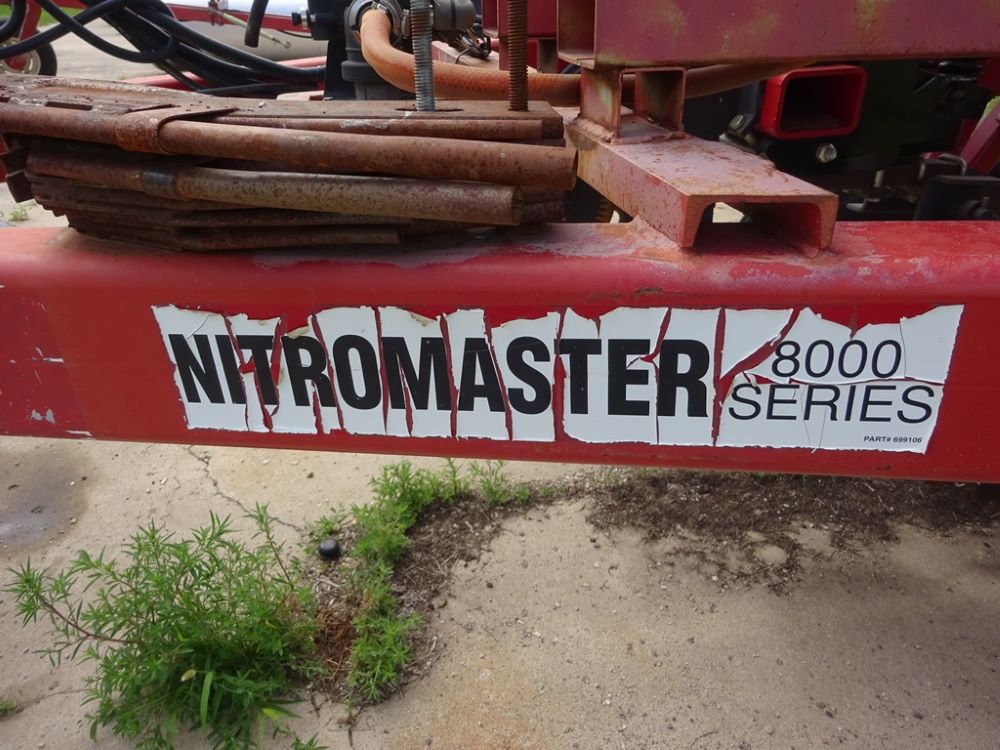 NITROMASTER 8000
SERIES
PART# 699106